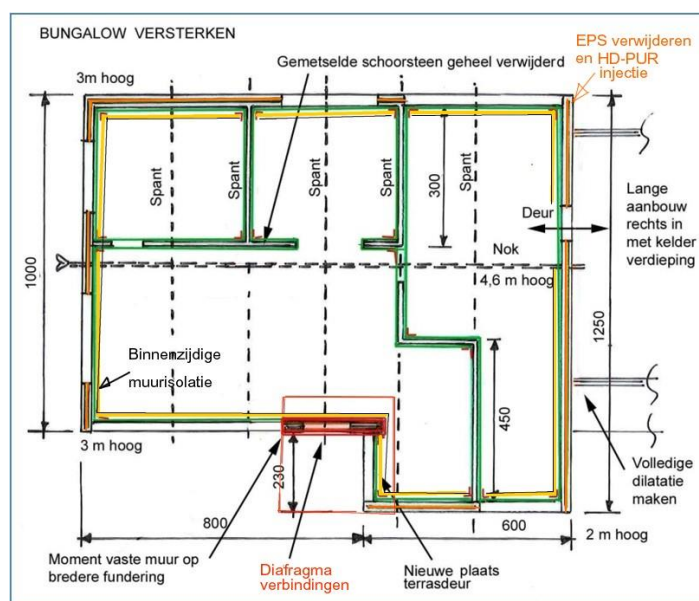 BUNGALOW VERSTERKEN
EPS verwijderen
en HD-PUR
injectie
Gemetselde schoorsteen geheel verwijderd
3m hoog
Spant
Spant
Spant
Spant
Spant
300
Deur
Lange
aanbouw
rechts in
met kelder
verdieping
Nok
4,6 m hoog
1000
1250
Binnenzijdige
muurisolatie
450
3 m hoog
230
Volledige
dilatatie
maken
800
600
2 m hoog
Moment vaste muur op
bredere fundering
Diafragma
verbindingen
Nieuwe plaats
terrasdeur